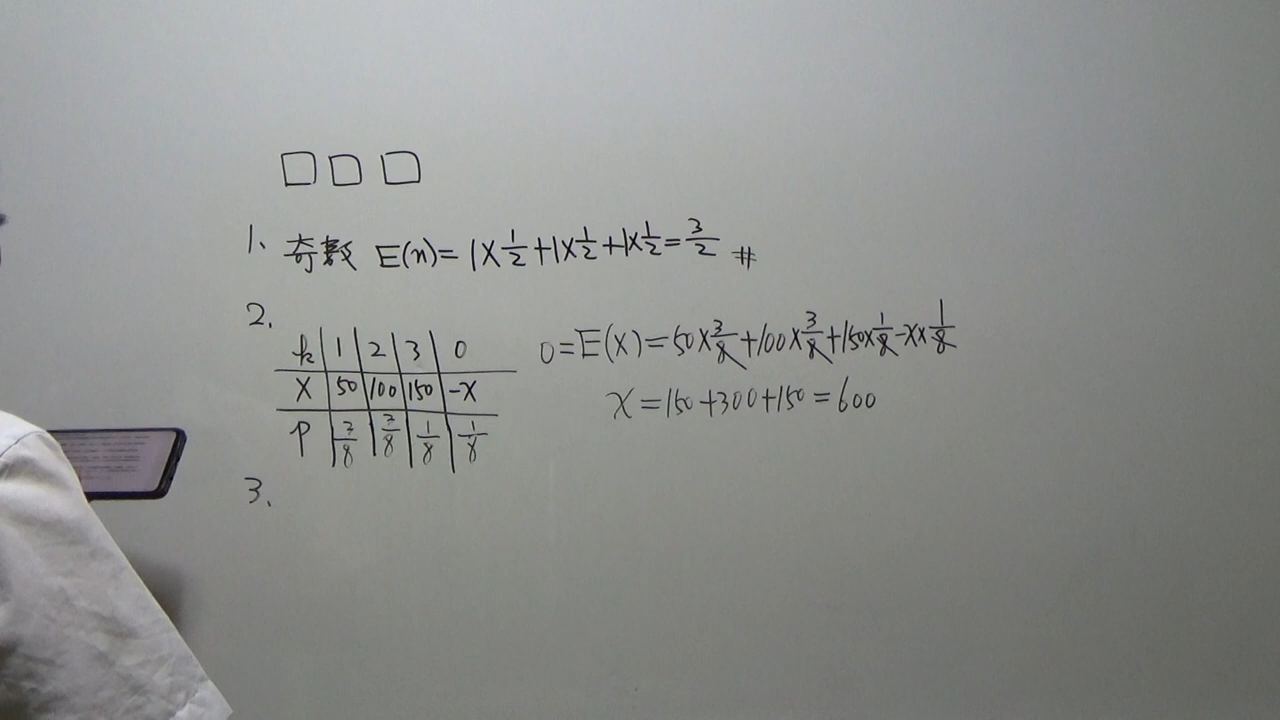 1、奇數 E(n)=1×1/2+1×1/2+1×1/2=3/2 #
2.
k 1 2 3 0
X 50 100 150 -x
P 3/8 3/8 1/8 1/8
0=E(X)=50×3/8+100×3/8+150×1/8-x×1/8
x=150+300+150=600
3.